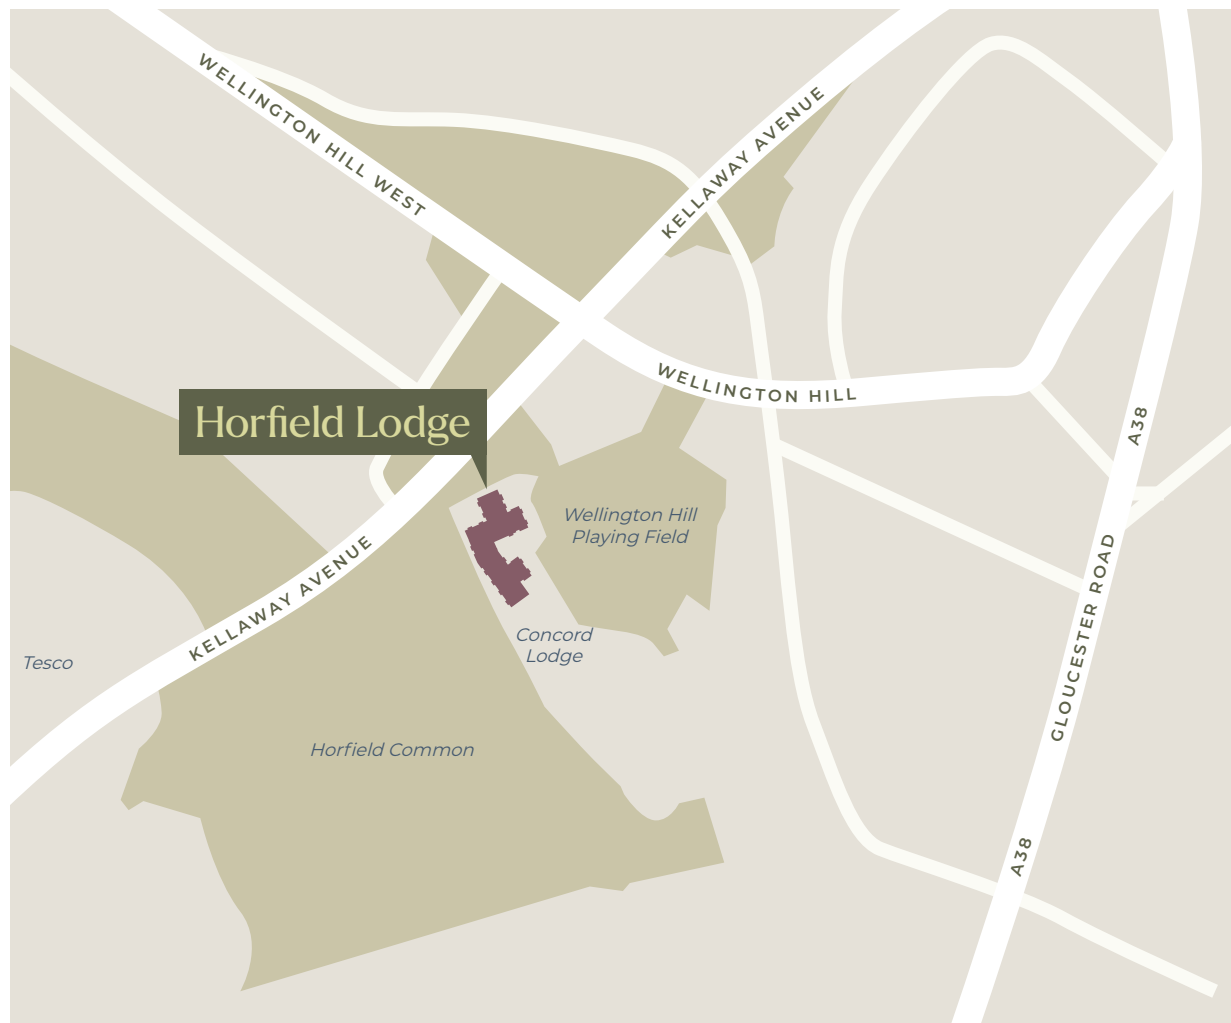 WELLINGTON HILL WEST
KELLAWAY AVENUE
WELLINGTON HILL
Horfield Lodge
A38
Wellington Hill
Playing Field
KELLAWAY AVENUE
GLOUCESTER ROAD
Concord
Lodge
Tesco
Horfield Common
A38